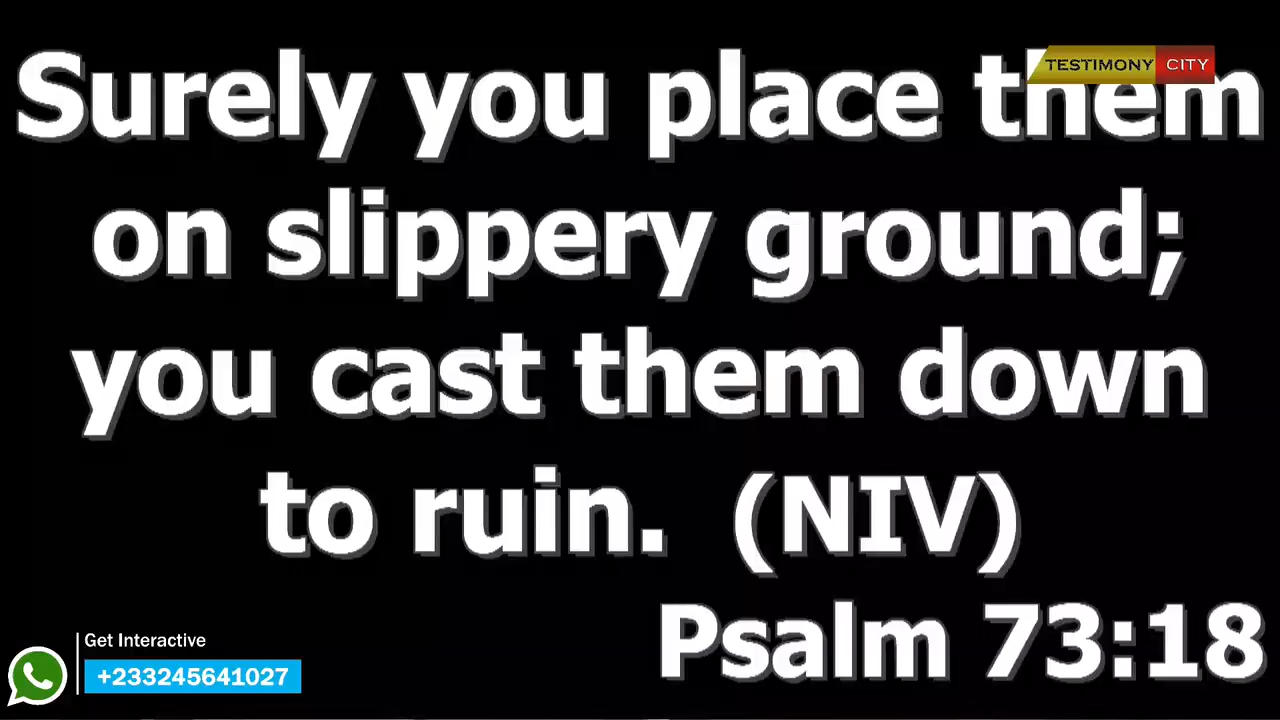 Surely you place them
TESTIMONY CITY
on slippery ground;
you cast them down
to ruin. (NIV)
Psalm 73:18
Get Interactive
+233245641027